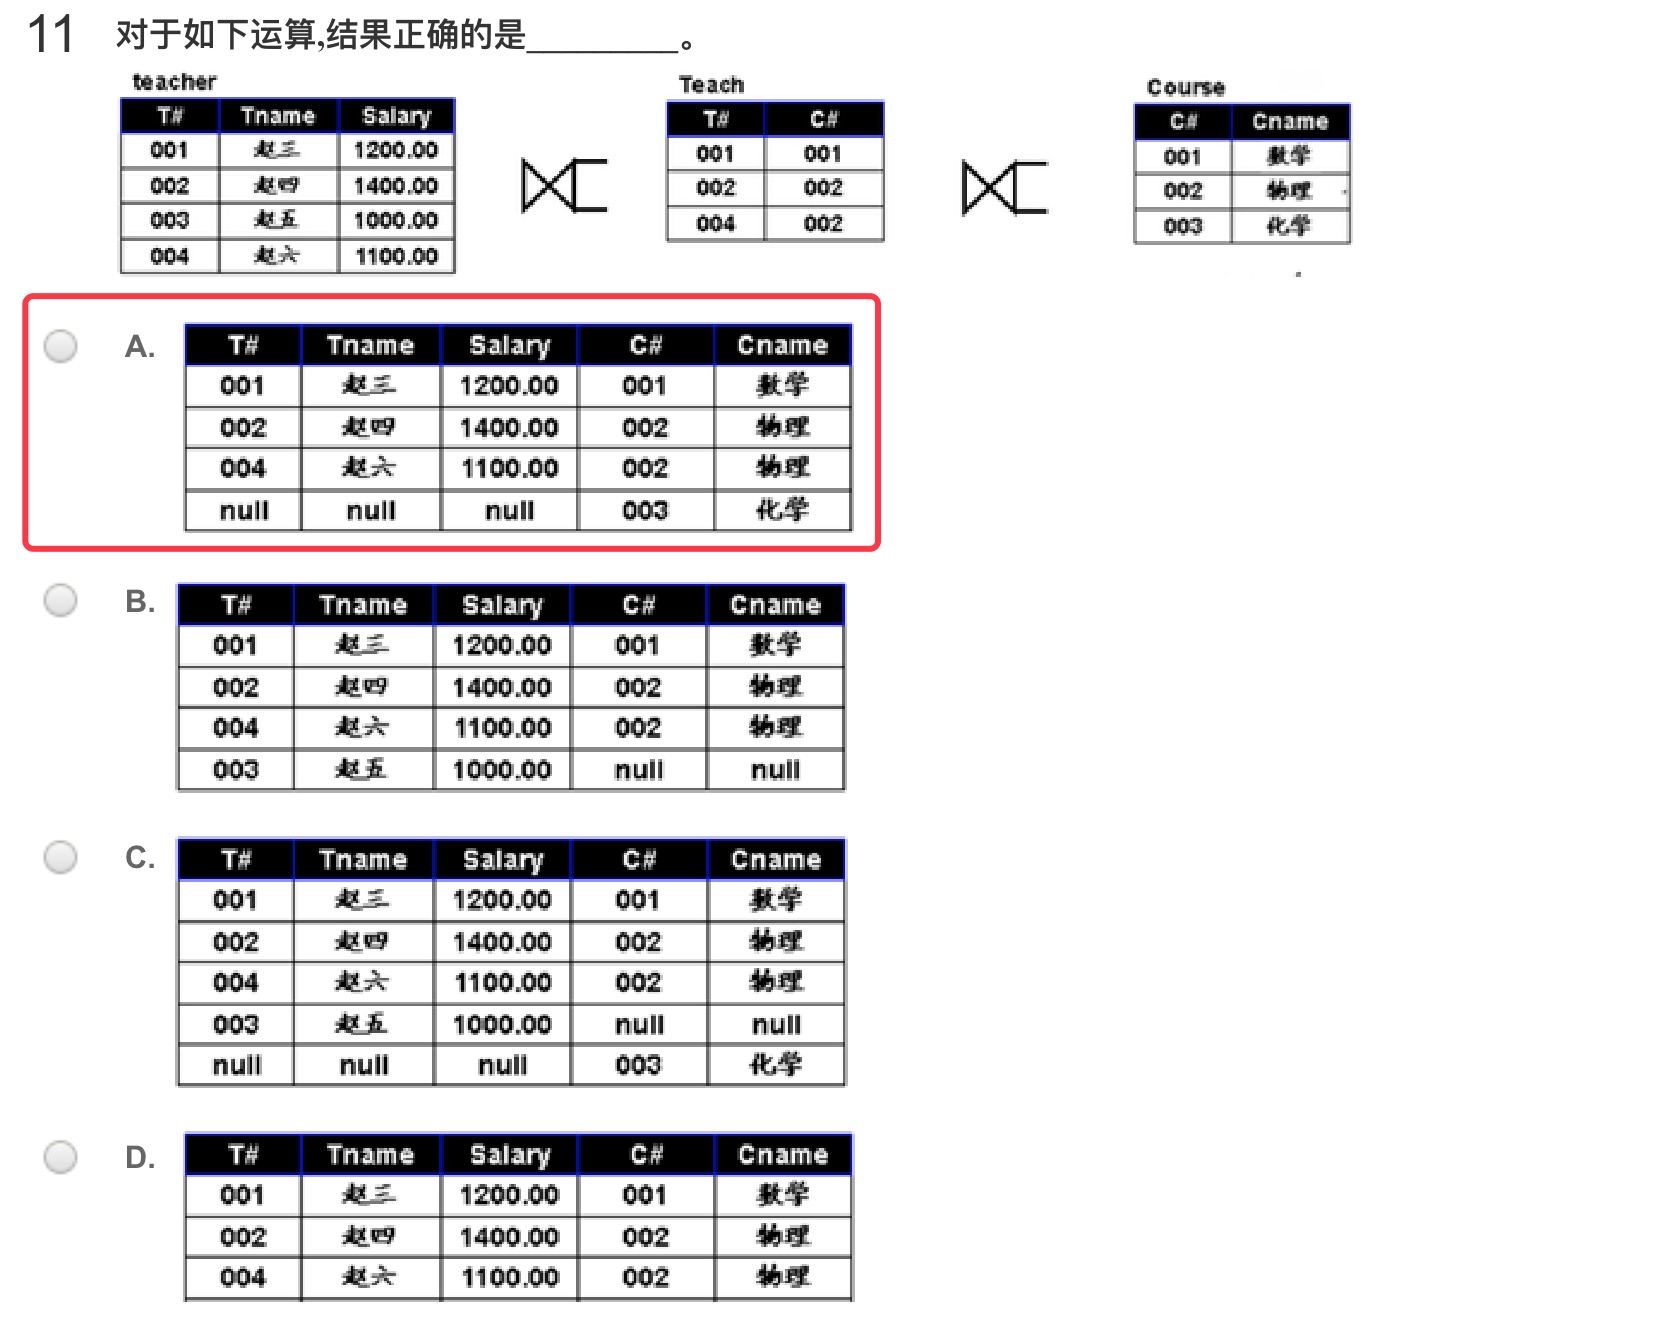 11 对于如下运算,结果正确的是_________。
teacher
T# Tname Salary
001 赵三 1200.00
002 赵四 1400.00
003 赵五 1000.00
004 赵六 1100.00
Teach
T# C#
001 001
002 002
004 002
Course
C# Cname
001 数学
002 物理
003 化学
A.
T# Tname Salary C# Cname
001 赵三 1200.00 001 数学
002 赵四 1400.00 002 物理
004 赵六 1100.00 002 物理
null null null 003 化学
B.
T# Tname Salary C# Cname
001 赵三 1200.00 001 数学
002 赵四 1400.00 002 物理
004 赵六 1100.00 002 物理
003 赵五 1000.00 null null
C.
T# Tname Salary C# Cname
001 赵三 1200.00 001 数学
002 赵四 1400.00 002 物理
004 赵六 1100.00 002 物理
003 赵五 1000.00 null null
null null null 003 化学
D.
T# Tname Salary C# Cname
001 赵三 1200.00 001 数学
002 赵四 1400.00 002 物理
004 赵六 1100.00 002 物理